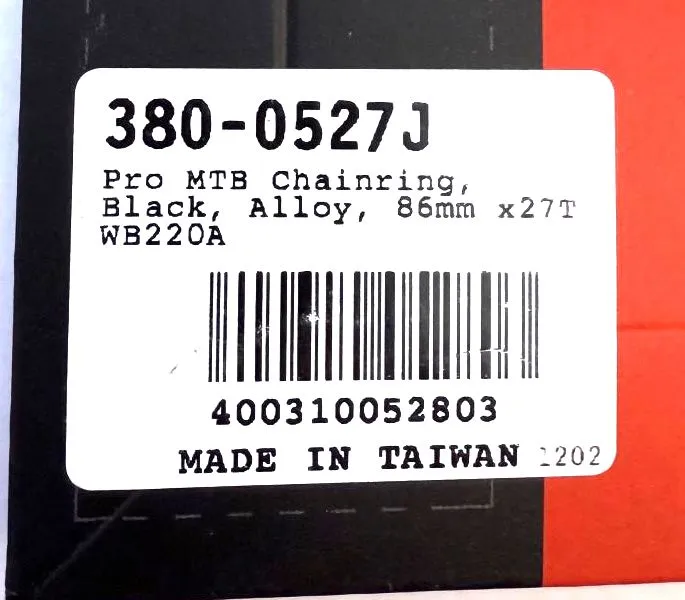 380-0527J
Pro MTB Chainring,
Black, Alloy, 86mm x27T
WB220A
400310052803
MADE IN TAIWAN 1202